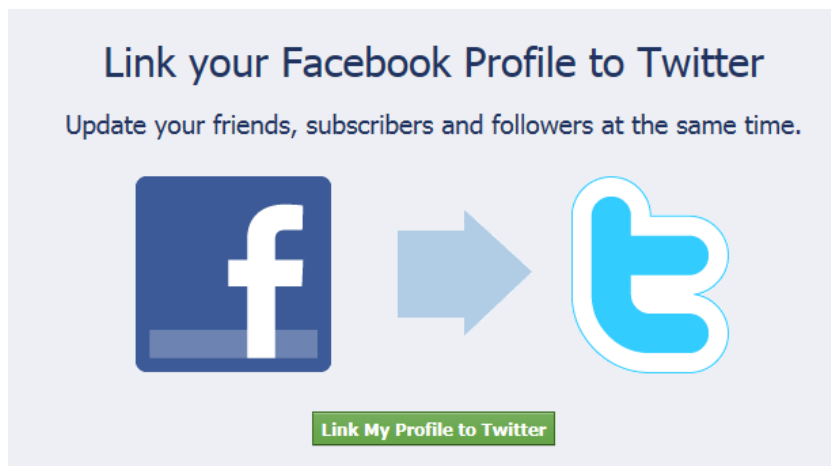 Link your Facebook Profile to Twitter
Update your friends, subscribers and followers at the same time.
f
t
Link My Profile to Twitter